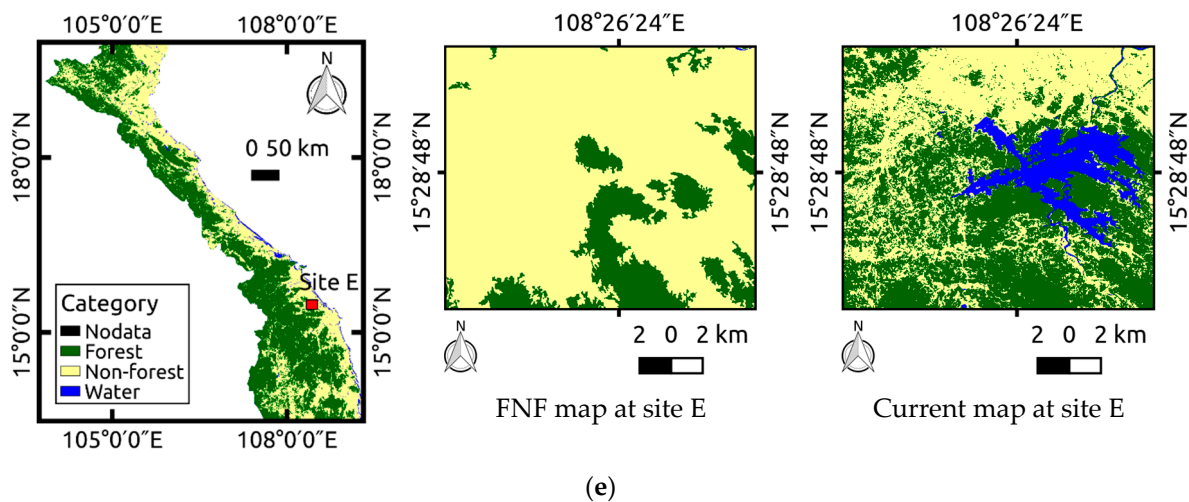 105°0′0″E 108°0′0″E
18°0′0″N
15°0′0″N
N
0 50 km
Site E
Category
Nodata
Forest
Non-forest
Water
18°0′0″N
15°0′0″N
105°0′0″E 108°0′0″E
108°26′24″E
15°28′48″N
N
2 0 2 km
FNF map at site E
108°26′24″E
15°28′48″N
15°28′48″N
N
2 0 2 km
Current map at site E
(e)